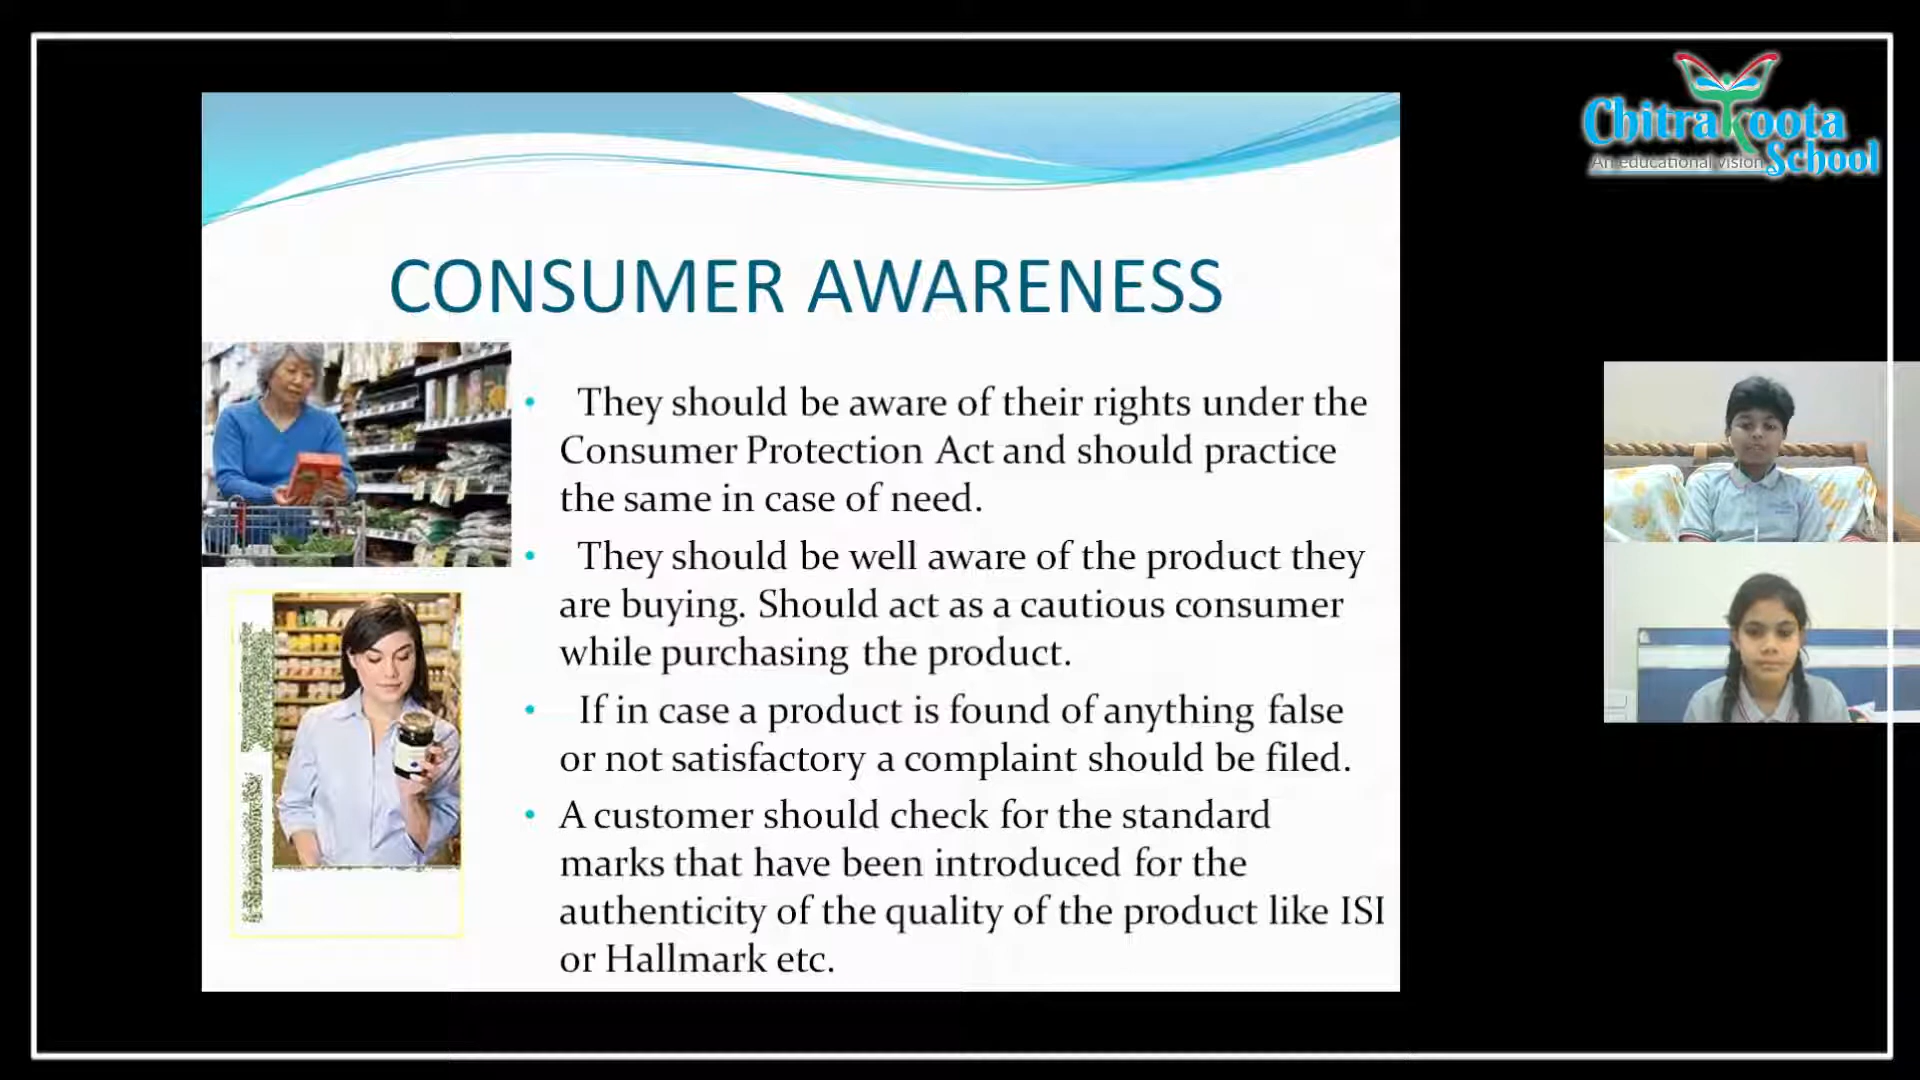 Chitrakoota
An educational vision School
CONSUMER AWARENESS
• They should be aware of their rights under the
Consumer Protection Act and should practice
the same in case of need.
• They should be well aware of the product they
are buying. Should act as a cautious consumer
while purchasing the product.
• If in case a product is found of anything false
or not satisfactory a complaint should be filed.
• A customer should check for the standard
marks that have been introduced for the
authenticity of the quality of the product like ISI
or Hallmark etc.